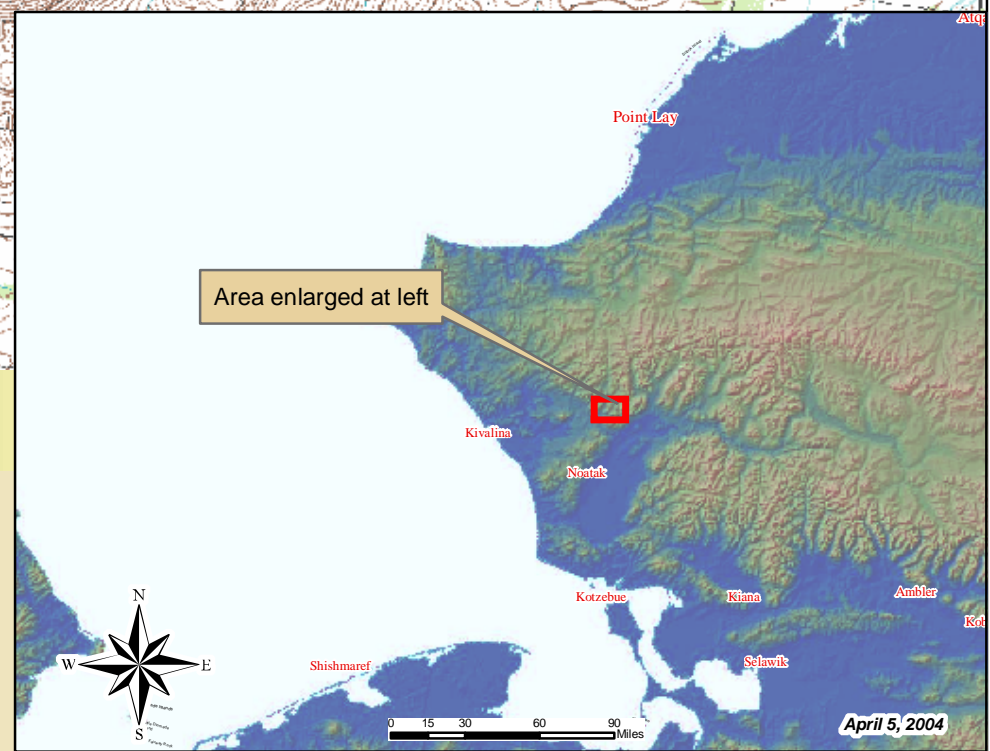 Atqa
Point Lay
Area enlarged at left
Kivalina
Noatak
Kotzebue
Kiana
Ambler
Kob
Shishmaref
Selawik
N
W E
S
0 15 30 60 90
Miles
April 5, 2004